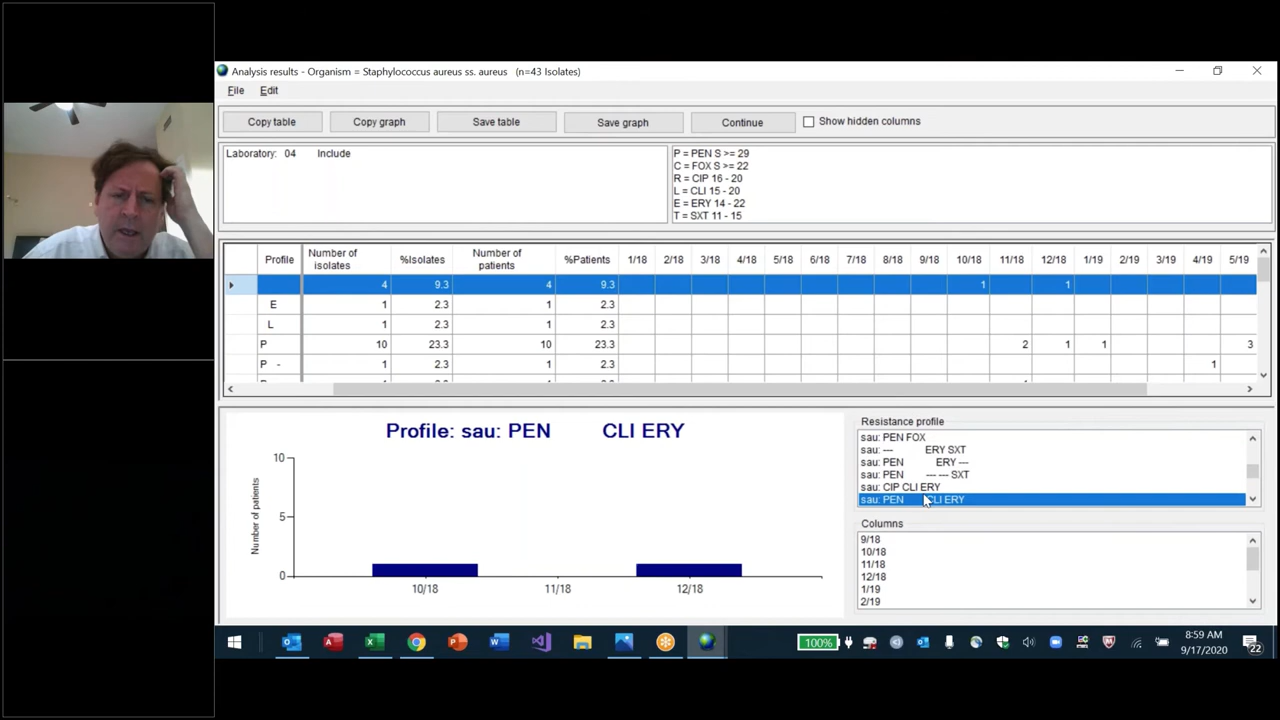 Analysis results - Organism = Staphylococcus aureus ss. aureus (n=43 Isolates)
File Edit
Copy table Copy graph Save table Save graph Continue Show hidden columns
Laboratory: 04 Include
P = PEN S >= 29
C = FOX S >= 22
R = CIP 16 - 20
L = CLI 15 - 20
E = ERY 14 - 22
T = SXT 11 - 15
Profile Number of isolates %Isolates Number of patients %Patients 1/18 2/18 3/18 4/18 5/18 6/18 7/18 8/18 9/18 10/18 11/18 12/18 1/19 2/19 3/19 4/19 5/19
4 9.3 4 9.3 1 1
E 1 2.3 1 2.3
L 1 2.3 1 2.3
P 10 23.3 10 23.3 2 1 1 3
P - 1 2.3 1 2.3 1
Profile: sau: PEN CLI ERY
Number of patients
10
5
0
10/18 11/18 12/18
Resistance profile
sau: PEN FOX
sau: --- ERY SXT
sau: PEN ERY ---
sau: PEN --- --- SXT
sau: CIP CLI ERY
sau: PEN CLI ERY
Columns
9/18
10/18
11/18
12/18
1/19
2/19
100%
8:59 AM
9/17/2020
22